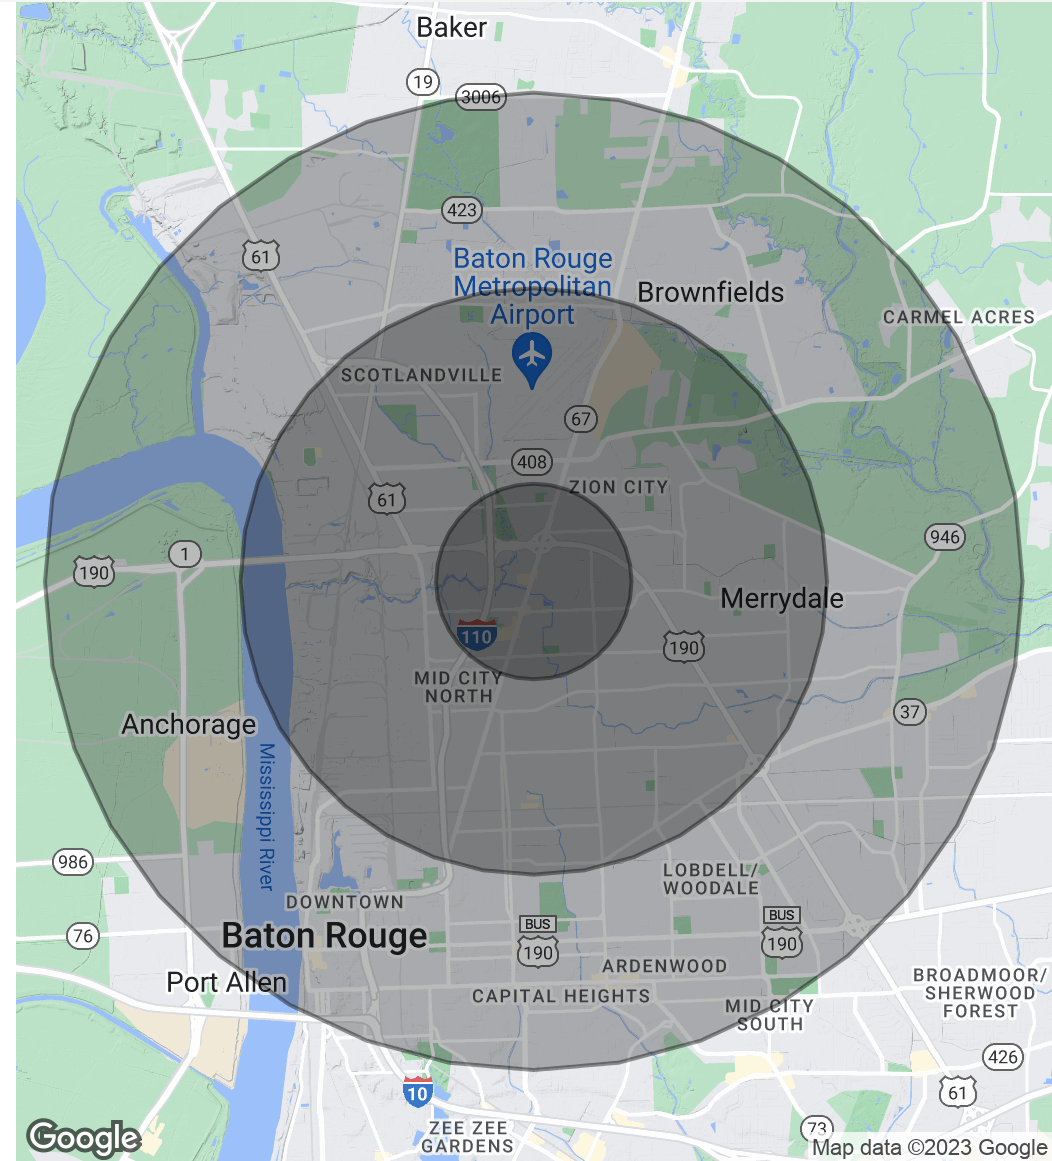 Baker
19
3006
423
61
Baton Rouge
Metropolitan
Airport
Brownfields
CARMEL ACRES
SCOTLANDVILLE
67
408
ZION CITY
61
946
1
190
Merrydale
110
190
MID CITY
NORTH
37
Anchorage
Mississippi River
986
LOBDELL/
WOODALE
DOWNTOWN
BUS
190
BUS
190
76
Baton Rouge
ARDENWOOD
Port Allen
CAPITAL HEIGHTS
BROADMOOR/
SHERWOOD
FOREST
MID CITY
SOUTH
426
10
61
73
ZEE ZEE
GARDENS
Google
Map data ©2023 Google